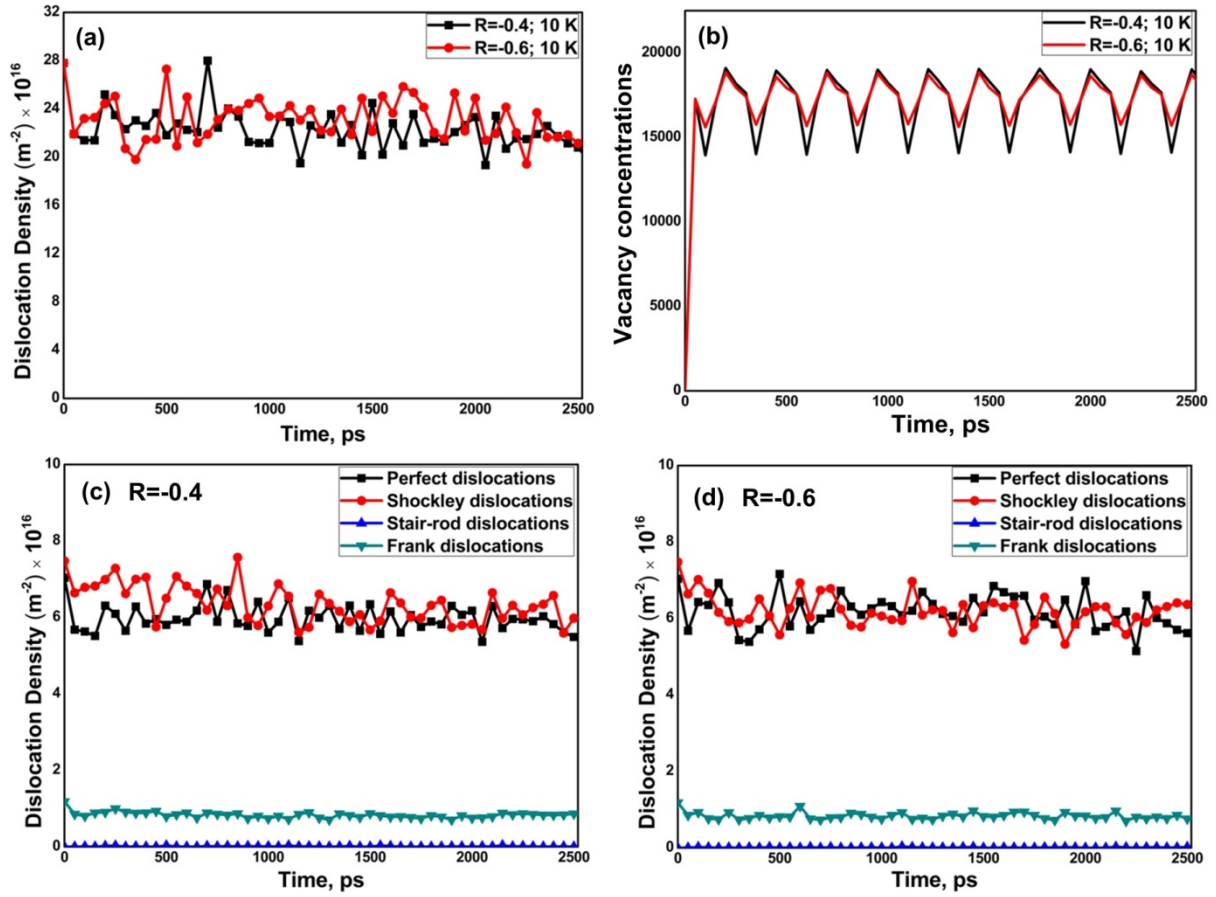 (a)
R=-0.4; 10 K
R=-0.6; 10 K
32
28
24
20
16
12
8
4
0
Dislocation Density (m⁻²) × 10¹⁶
0 500 1000 1500 2000 2500
Time, ps
(b)
R=-0.4; 10 K
R=-0.6; 10 K
20000
15000
10000
5000
0
Vacancy concentrations
0 500 1000 1500 2000 2500
Time, ps
(c) R=-0.4
Perfect dislocations
Shockley dislocations
Stair-rod dislocations
Frank dislocations
10
8
6
4
2
0
Dislocation Density (m⁻²) × 10¹⁶
0 500 1000 1500 2000 2500
Time, ps
(d) R=-0.6
Perfect dislocations
Shockley dislocations
Stair-rod dislocations
Frank dislocations
10
8
6
4
2
0
Dislocation Density (m⁻²) × 10¹⁶
0 500 1000 1500 2000 2500
Time, ps